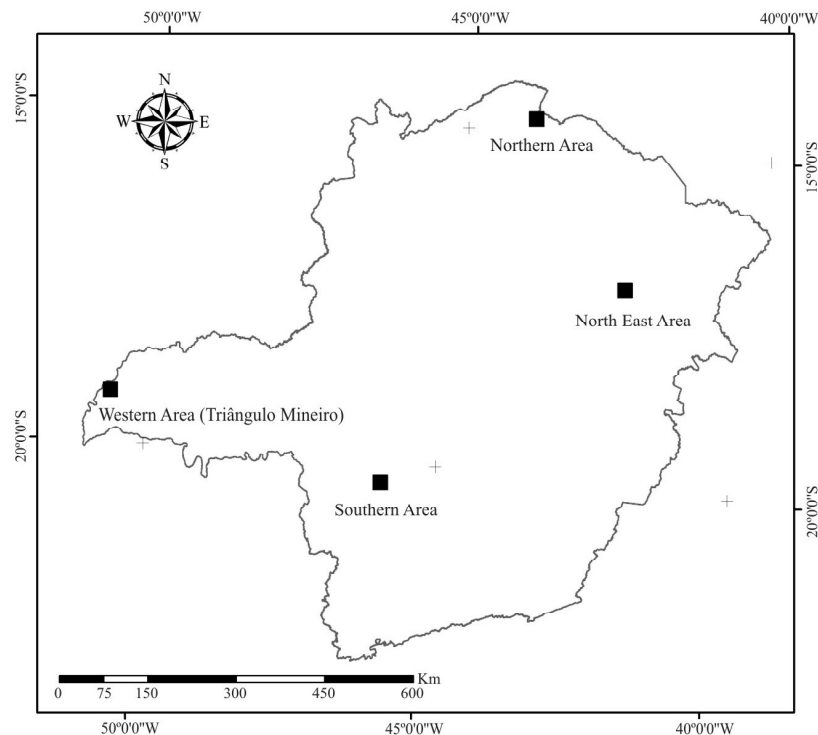 50º0'0"W 45º0'0"W 40º0'0"W
15º0'0"S
N
W E
S
Northern Area
15º0'0"S
North East Area
Western Area (Triângulo Mineiro)
20º0'0"S
Southern Area
20º0'0"S
Km
0 75 150 300 450 600
50º0'0"W 45º0'0"W 40º0'0"W